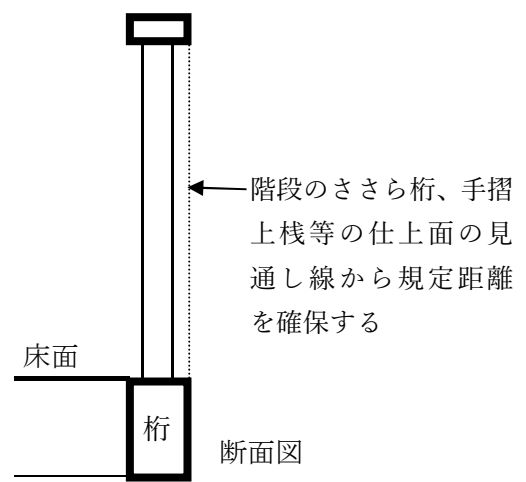 階段のささら桁、手摺
上桟等の仕上面の見
通し線から規定距離
を確保する
床面
桁
断面図